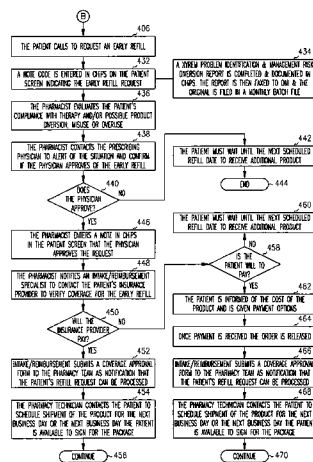 B
406
THE PATIENT CALLS TO REQUEST AN EARLY REFILL
432
A NOTE CODE IS ENTERED IN CHIPS ON THE PATIENT
SCREEN INDICATING THE EARLY REFILL REQUEST
434
A XYREM PROBLEM IDENTIFICATION & MANAGEMENT RISK
DIVERSION REPORT IS COMPLETED & DOCUMENTED IN
CHIPS. THE REPORT IS THEN FAXED TO OMI & THE
ORIGINAL IS FILED IN A MONTHLY BATCH FILE
436
THE PHARMACIST EVALUATES THE PATIENT'S
COMPLIANCE WITH THERAPY AND/OR POSSIBLE PRODUCT
DIVERSION, MISUSE OR OVERUSE
438
THE PHARMACIST CONTACTS THE PRESCRIBING
PHYSICIAN TO ALERT OF THE SITUATION AND CONFIRM
IF THE PHYSICIAN APPROVES OF THE EARLY REFILL
440
DOES
THE PHYSICIAN
APPROVE?
NO
YES
442
THE PATIENT MUST WAIT UNTIL THE NEXT SCHEDULED
REFILL DATE TO RECEIVE ADDITIONAL PRODUCT
END
444
446
THE PHARMACIST ENTERS A NOTE IN CHIPS
IN THE PATIENT SCREEN THAT THE PHYSICIAN
APPROVES THE REQUEST
448
THE PHARMACIST NOTIFIES AN INTAKE/REIMBURSEMENT
SPECIALIST TO CONTACT THE PATIENT'S INSURANCE
PROVIDER TO VERIFY COVERAGE FOR THE EARLY REFILL
450
WILL THE
INSURANCE PROVIDER
PAY?
NO
YES
452
INTAKE/REIMBURSEMENT SUBMITS A COVERAGE APPROVAL
FORM TO THE PHARMACY TEAM AS NOTIFICATION THAT
THE PATIENT'S REFILL REQUEST CAN BE PROCESSED
454
THE PHARMACY TECHNICIAN CONTACTS THE PATIENT TO
SCHEDULE SHIPMENT OF THE PRODUCT FOR THE NEXT
BUSINESS DAY OR THE NEXT BUSINESS DAY THE PATIENT
IS AVAILABLE TO SIGN FOR THE PACKAGE
CONTINUE
456
460
THE PATIENT MUST WAIT UNTIL THE NEXT SCHEDULED
REFILL DATE TO RECEIVE ADDITIONAL PRODUCT
NO
458
IS THE
PATIENT WILL TO
PAY?
YES
462
THE PATIENT IS INFORMED OF THE COST OF THE
PRODUCT AND IS GIVEN PAYMENT OPTIONS
464
ONCE PAYMENT IS RECEIVED THE ORDER IS RELEASED
466
INTAKE/REIMBURSEMENT SUBMITS A COVERAGE APPROVAL
FORM TO THE PHARMACY TEAM AS NOTIFICATION THAT
THE PATIENT'S REFILL REQUEST CAN BE PROCESSED
468
THE PHARMACY TECHNICIAN CONTACTS THE PATIENT TO
SCHEDULE SHIPMENT OF THE PRODUCT FOR THE NEXT
BUSINESS DAY OR THE NEXT BUSINESS DAY THE PATIENT
IS AVAILABLE TO SIGN FOR THE PACKAGE
CONTINUE
470